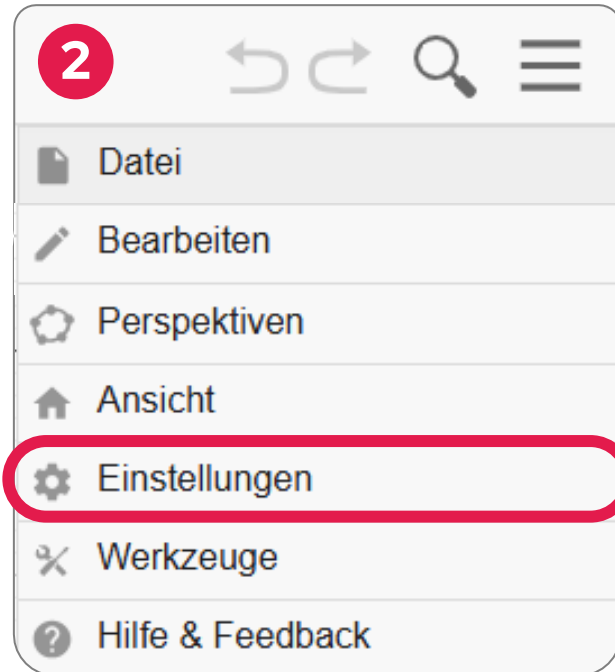 2
Datei
Bearbeiten
Perspektiven
Ansicht
Einstellungen
Werkzeuge
Hilfe & Feedback